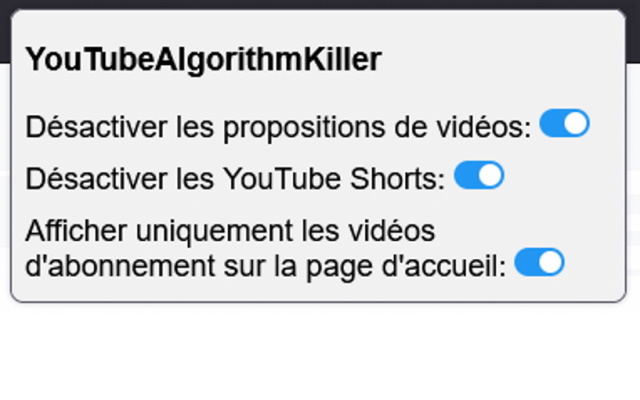 YouTubeAlgorithmKiller
Désactiver les propositions de vidéos:
Désactiver les YouTube Shorts:
Afficher uniquement les vidéos
d'abonnement sur la page d'accueil: